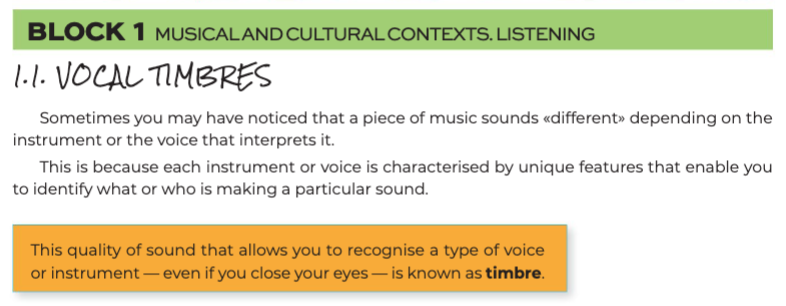 BLOCK 1 MUSICAL AND CULTURAL CONTEXTS. LISTENING
1.1. VOCAL TIMBRES
Sometimes you may have noticed that a piece of music sounds «different» depending on the
instrument or the voice that interprets it.
This is because each instrument or voice is characterised by unique features that enable you
to identify what or who is making a particular sound.
This quality of sound that allows you to recognise a type of voice
or instrument — even if you close your eyes — is known as timbre.